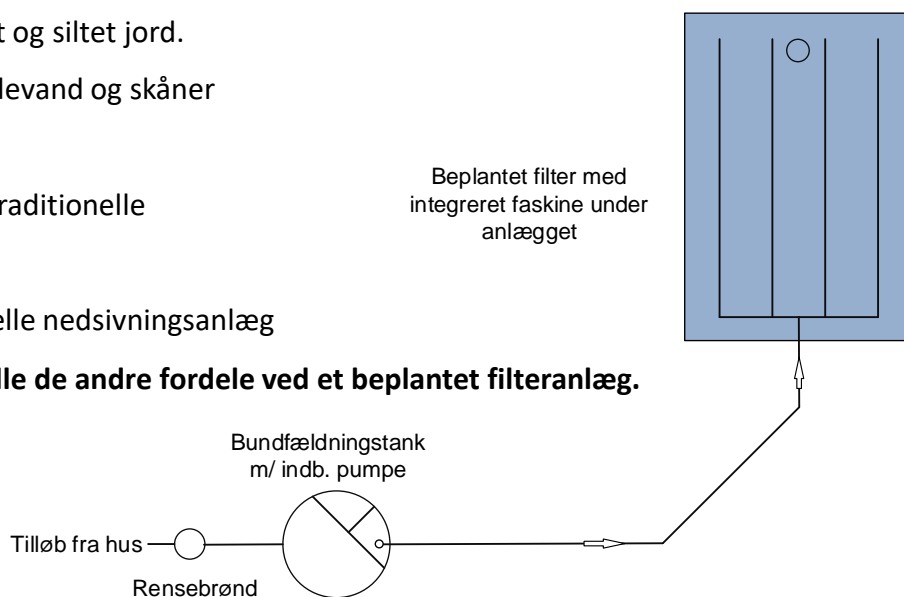 t og siltet jord.
levand og skåner
raditionelle
elle nedsivningsanlæg
lle de andre fordele ved et beplantet filteranlæg.
Beplantet filter med
integreret faskine under
anlægget
Bundfældningstank
m/ indb. pumpe
Tilløb fra hus
Rensebrønd